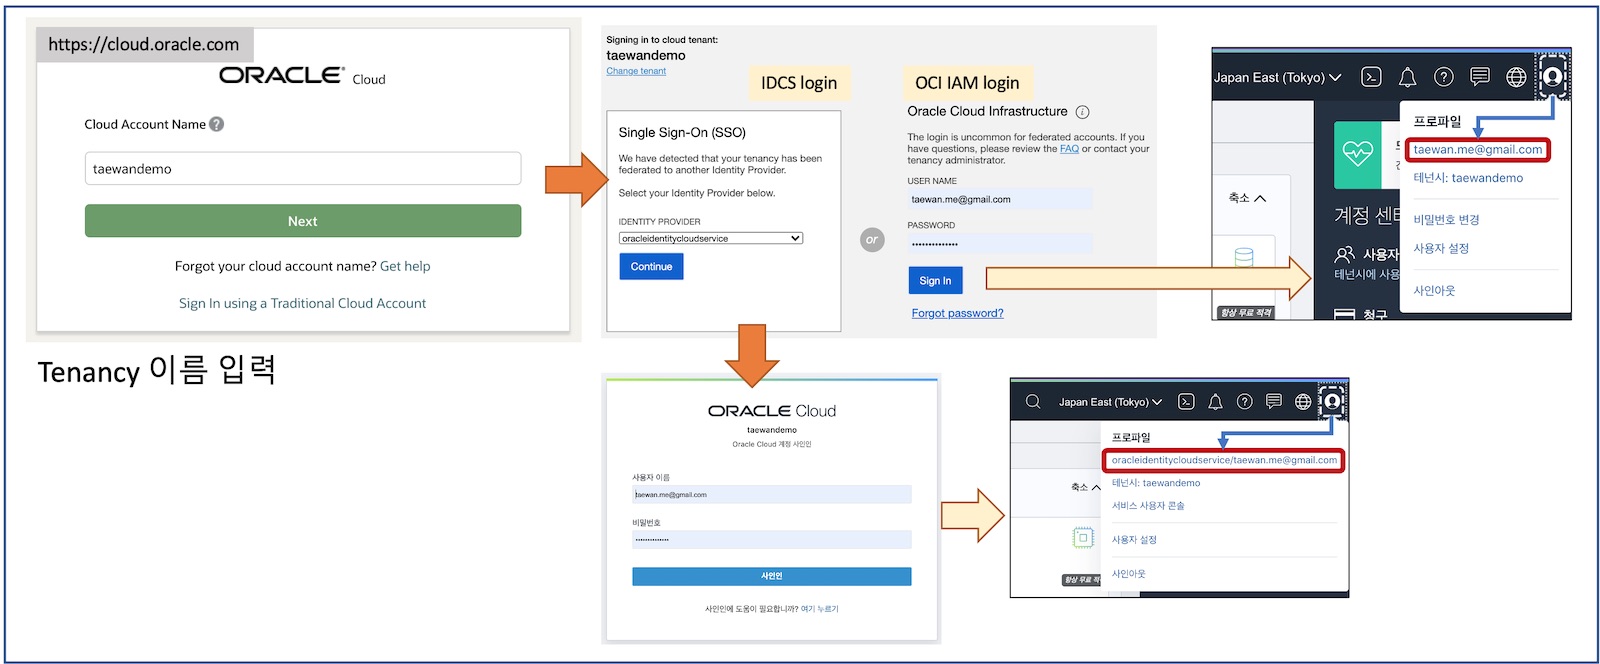 https://cloud.oracle.com
ORACLE® Cloud
Cloud Account Name ?
taewandemo
Next
Forgot your cloud account name? Get help
Sign In using a Traditional Cloud Account
Tenancy 이름 입력
Signing in to cloud tenant:
taewandemo
Change tenant
IDCS login
Single Sign-On (SSO)
We have detected that your tenancy has been
federated to another Identity Provider.
Select your Identity Provider below.
IDENTITY PROVIDER
oracleidentitycloudservice
Continue
or
OCI IAM login
Oracle Cloud Infrastructure i
The login is uncommon for federated accounts. If you
have questions, please review the FAQ or contact your
tenancy administrator.
USER NAME
taewan.me@gmail.com
PASSWORD
••••••••••••••
Sign In
Forgot password?
Japan East (Tokyo)
프로파일
taewan.me@gmail.com
테넌시: taewandemo
비밀번호 변경
사용자 설정
사인아웃
축소
항상 무료 적격
계정 센
사용자
테넌시에 사용
청구
ORACLE Cloud
taewandemo
Oracle Cloud 계정 사인인
사용자 이름
taewan.me@gmail.com
비밀번호
••••••••••••••
사인인
사인인에 도움이 필요합니까? 여기 누르기
Japan East (Tokyo)
프로파일
oracleidentitycloudservice/taewan.me@gmail.com
테넌시: taewandemo
서비스 사용자 콘솔
사용자 설정
사인아웃
축소
항상 무료 적